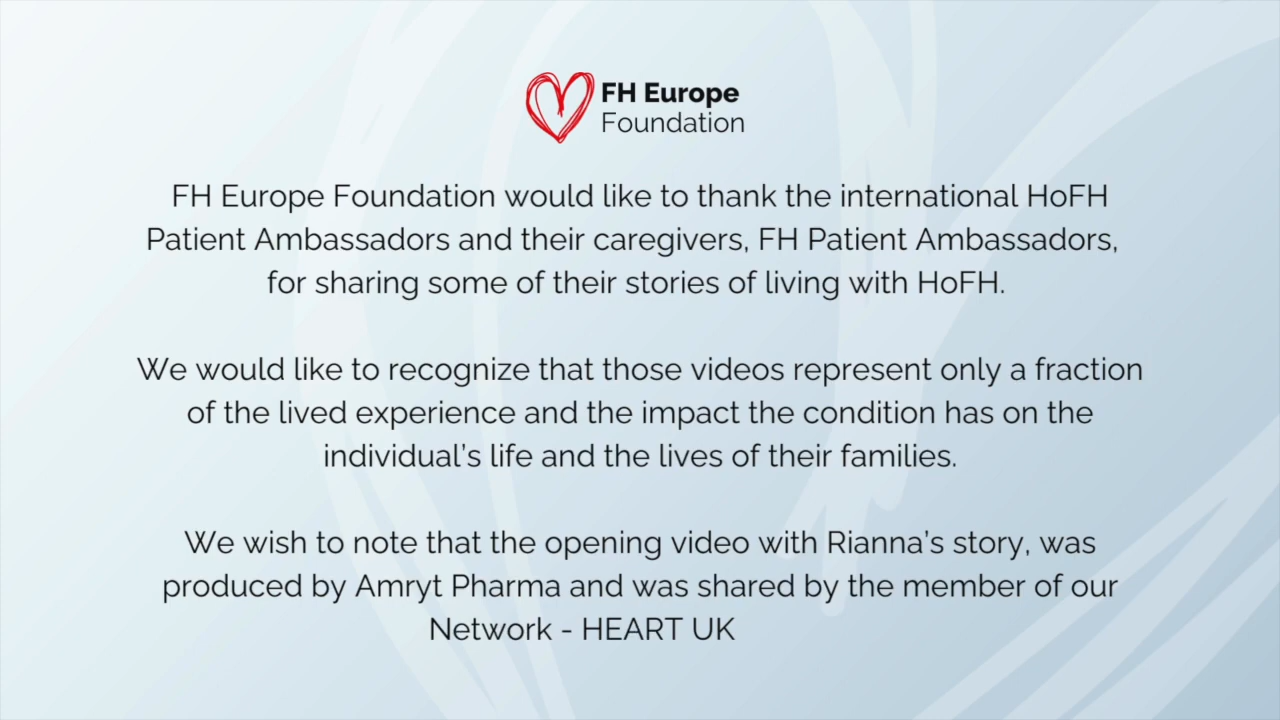 FH Europe
Foundation
FH Europe Foundation would like to thank the international HoFH
Patient Ambassadors and their caregivers, FH Patient Ambassadors,
for sharing some of their stories of living with HoFH.
We would like to recognize that those videos represent only a fraction
of the lived experience and the impact the condition has on the
individual's life and the lives of their families.
We wish to note that the opening video with Rianna's story, was
produced by Amryt Pharma and was shared by the member of our
Network - HEART UK